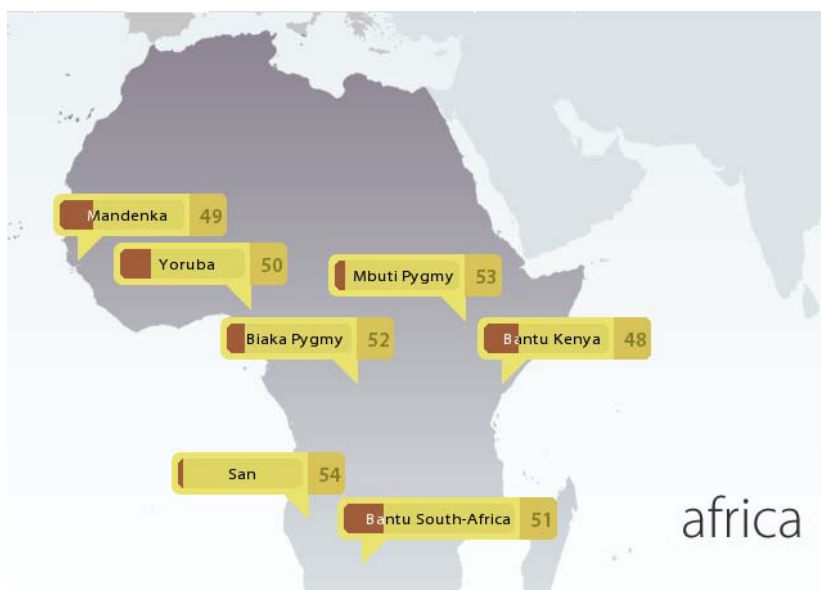 Mandenka 49
Yoruba 50
Mbuti Pygmy 53
Biaka Pygmy 52
Bantu Kenya 48
San 54
Bantu South-Africa 51
africa